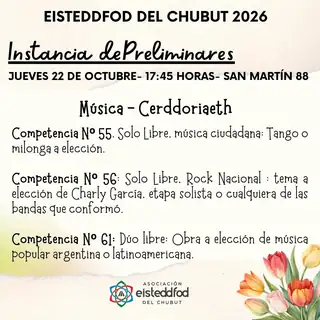 EISTEDDFOD DEL CHUBUT 2026
Instancia dePreliminares
JUEVES 22 DE OCTUBRE- 17:45 HORAS- SAN MARTÍN 88
Música - Cerddoriaeth
Competencia Nº 55. Solo Libre, música ciudadana: Tango o
milonga a elección.
Competencia Nº 56: Solo Libre, Rock Nacional : tema a
elección de Charly García, etapa solista o cualquiera de las
bandas que conformó.
Competencia Nº 61: Dúo libre: Obra a elección de música
popular argentina o latinoamericana.
ASOCIACIÓN
eisteddfod
DEL CHUBUT